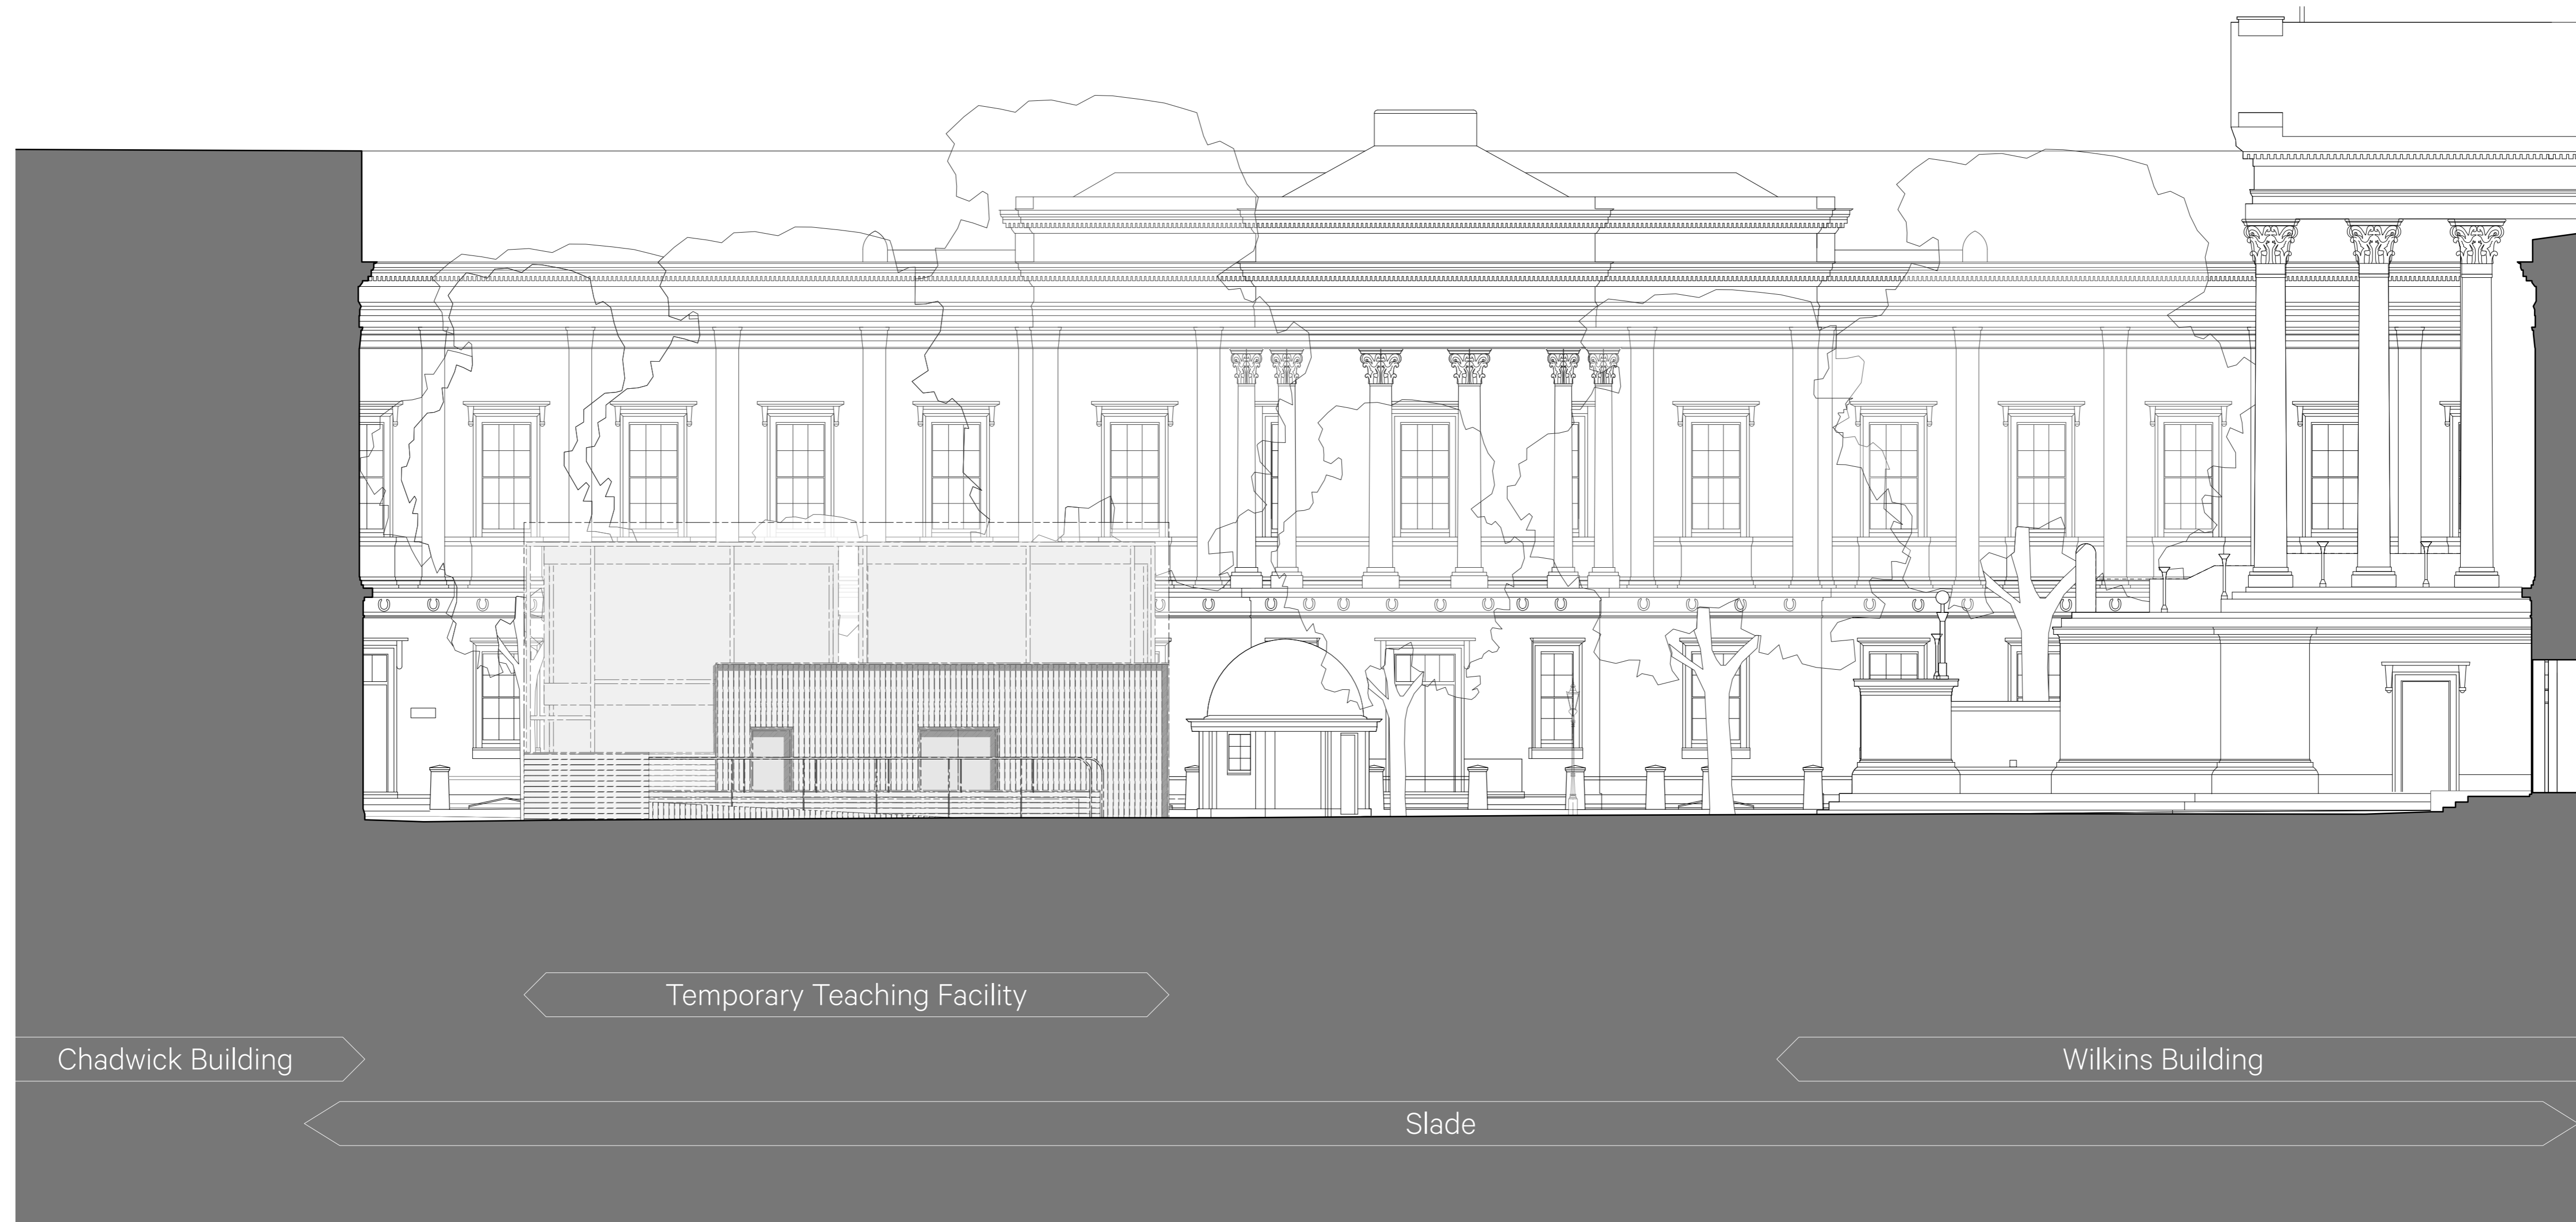 Temporary Teaching Facility
Chadwick Building
Wilkins Building
Slade